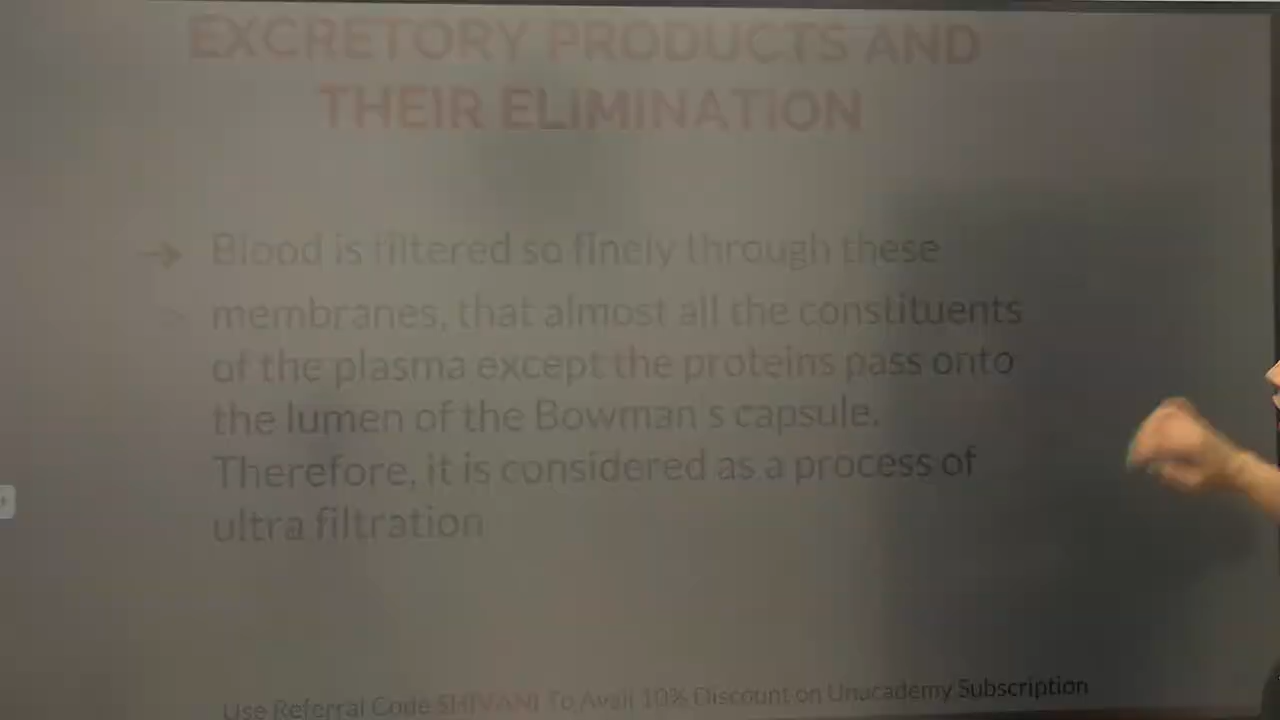 EXCRETORY PRODUCTS AND
THEIR ELIMINATION
→ Blood is filtered so finely through these
membranes, that almost all the constituents
of the plasma except the proteins pass onto
the lumen of the Bowman's capsule.
Therefore, it is considered as a process of
ultra filtration
Use Referral Code SHIVANI To Avail 10% Discount on Unacademy Subscription